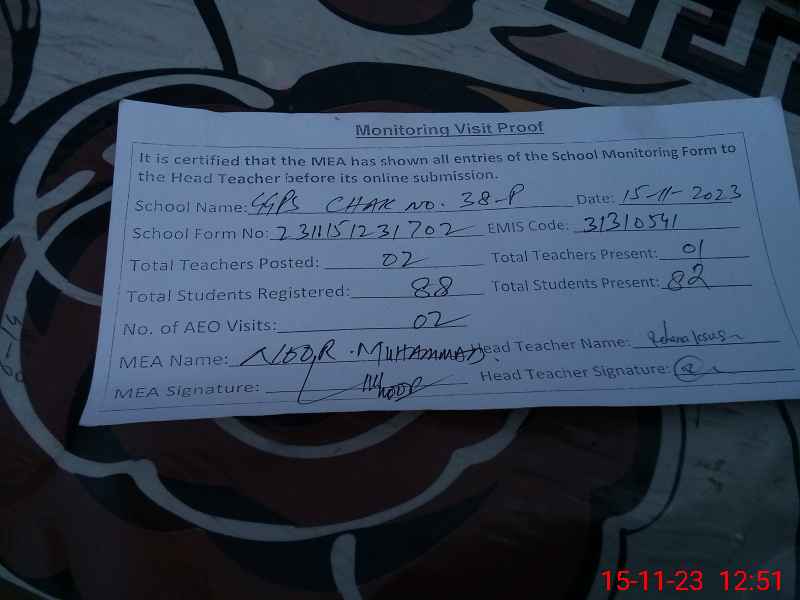 Monitoring Visit Proof
It is certified that the MEA has shown all entries of the School Monitoring Form to
the Head Teacher before its online submission.
School Name: GGPS CHAK NO. 38-P Date: 15-11-2023
School Form No: 2311151231702 EMIS Code: 31310541
Total Teachers Posted: 02 Total Teachers Present: 01
Total Students Registered: 88 Total Students Present: 82
No. of AEO Visits: 02
MEA Name: NOOR MUHAMMAD. Head Teacher Name: Rehana
MEA Signature: Noor Head Teacher Signature:
15-11-23 12:51